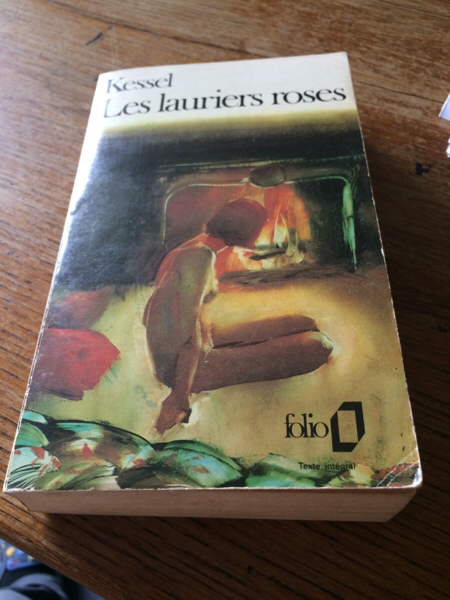 Kessel
Les lauriers roses
folio
Texte intégral